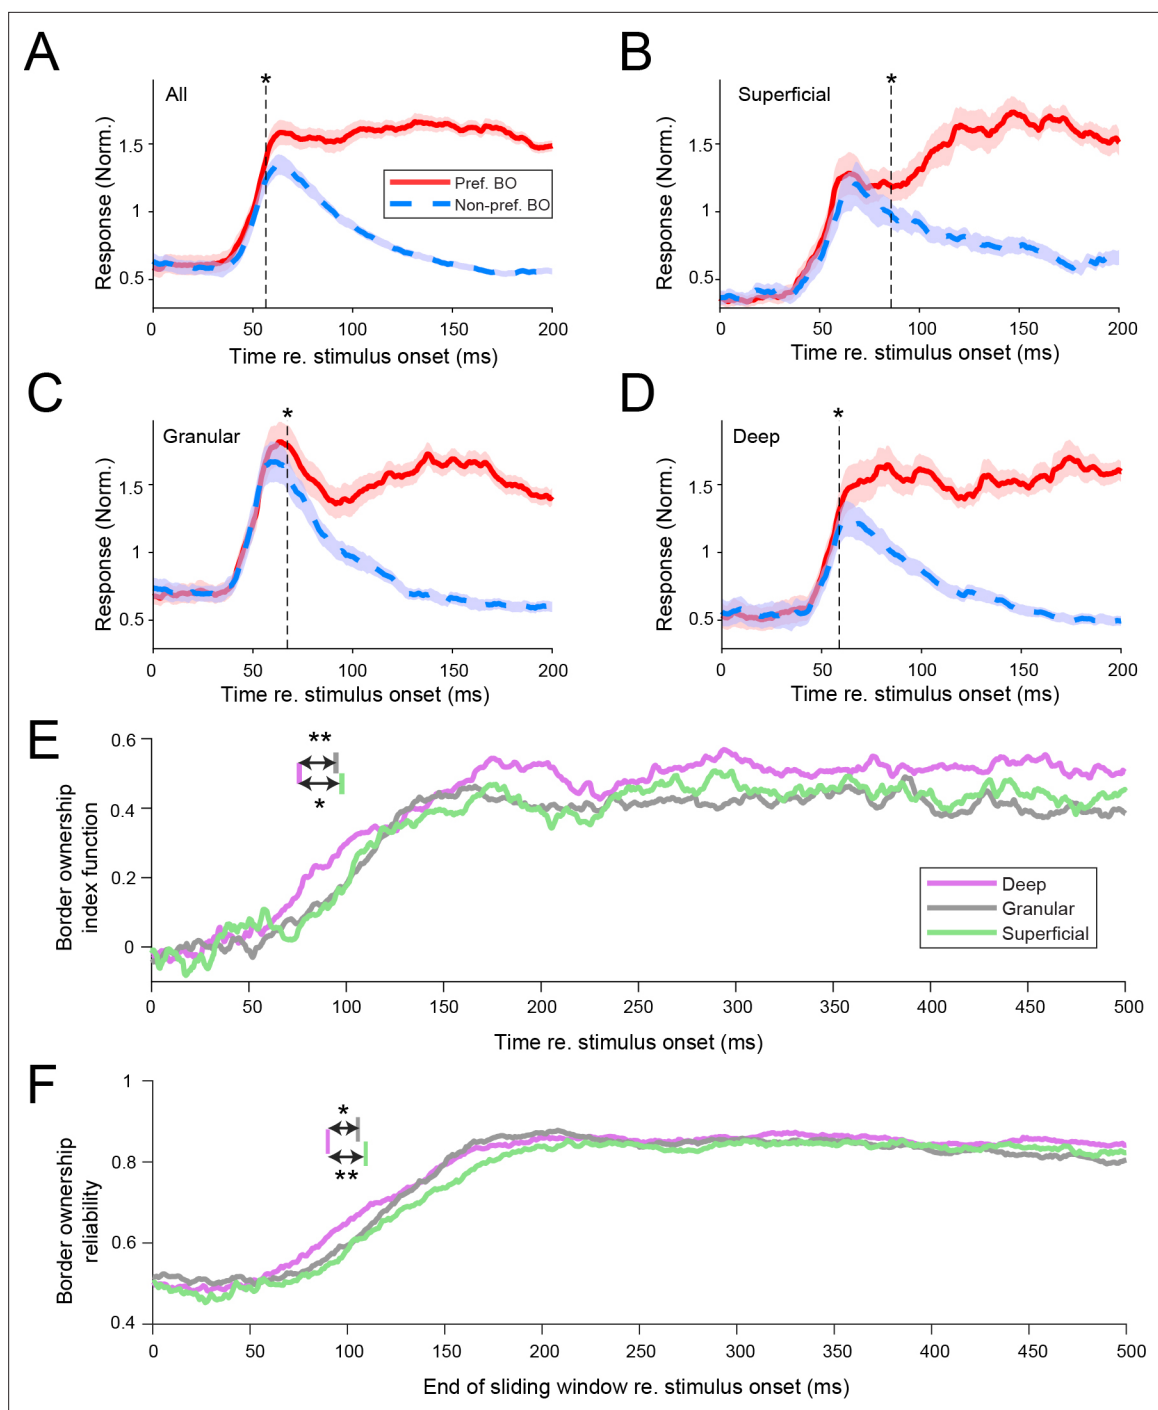 A
B
*
All
1.5
1
0.5
Response (Norm.)
Pref. BO
Non-pref. BO
0
50
100
150
200
Time re. stimulus onset (ms)
*
Superficial
1.5
1
0.5
Response (Norm.)
0
50
100
150
200
Time re. stimulus onset (ms)
C
D
*
Granular
1.5
1
0.5
Response (Norm.)
0
50
100
150
200
Time re. stimulus onset (ms)
*
Deep
1.5
1
0.5
Response (Norm.)
0
50
100
150
200
Time re. stimulus onset (ms)
E
0.6
0.4
0.2
0
Border ownership
index function
**
*
Deep
Granular
Superficial
0
50
100
150
200
250
300
350
400
450
500
Time re. stimulus onset (ms)
F
1
0.8
0.6
0.4
Border ownership
reliability
*
**
0
50
100
150
200
250
300
350
400
450
500
End of sliding window re. stimulus onset (ms)